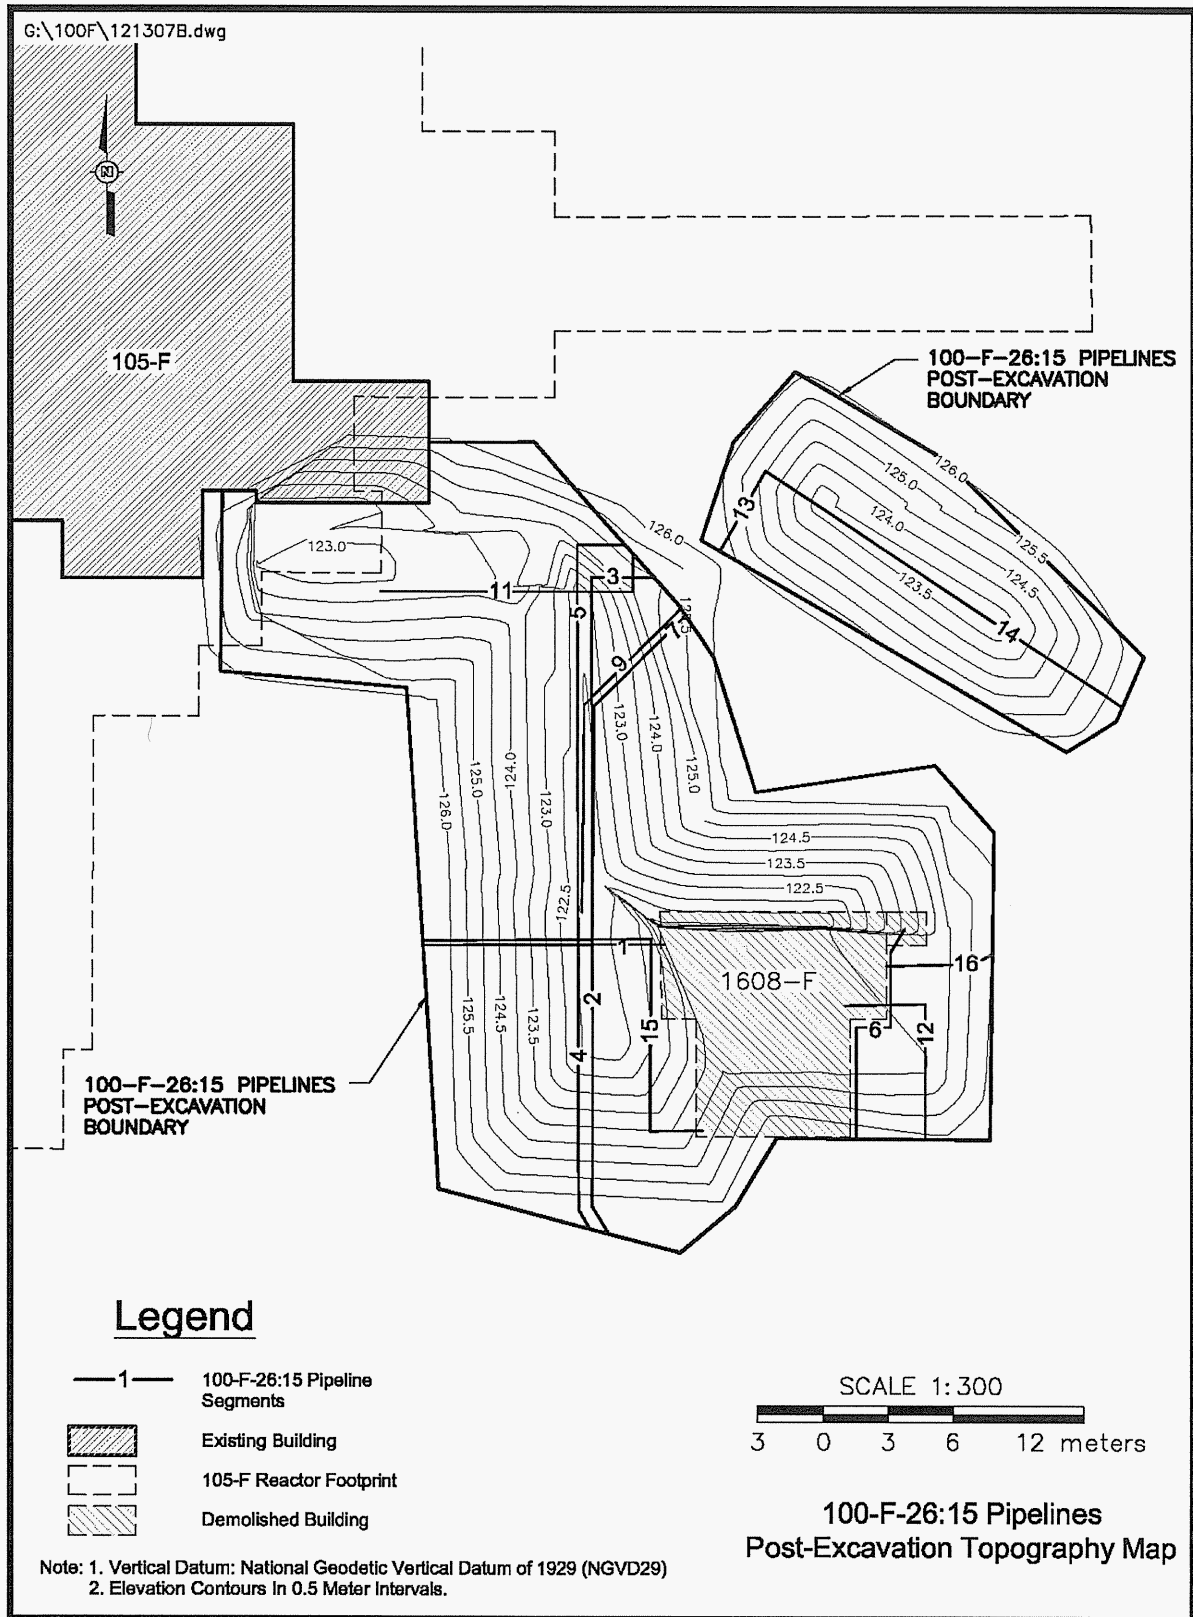 G:\100F\121307B.dwg
N
105-F
100-F-26:15 PIPELINES
POST-EXCAVATION
BOUNDARY
126.0
125.0
13
124.0
125.5
126.0
123.0
124.5
3
123.5
11
5
125.5
14
7
9
123.0
124.0
124.0
125.0
125.0
126.0
123.0
124.5
123.5
122.5
122.5
1
16
1608-F
2
125.5
124.5
123.5
15
6
12
4
100-F-26:15 PIPELINES
POST-EXCAVATION
BOUNDARY
Legend
1
100-F-26:15 Pipeline
Segments
Existing Building
105-F Reactor Footprint
Demolished Building
SCALE 1:300
3 0 3 6 12 meters
100-F-26:15 Pipelines
Post-Excavation Topography Map
Note: 1. Vertical Datum: National Geodetic Vertical Datum of 1929 (NGVD29)
2. Elevation Contours In 0.5 Meter Intervals.